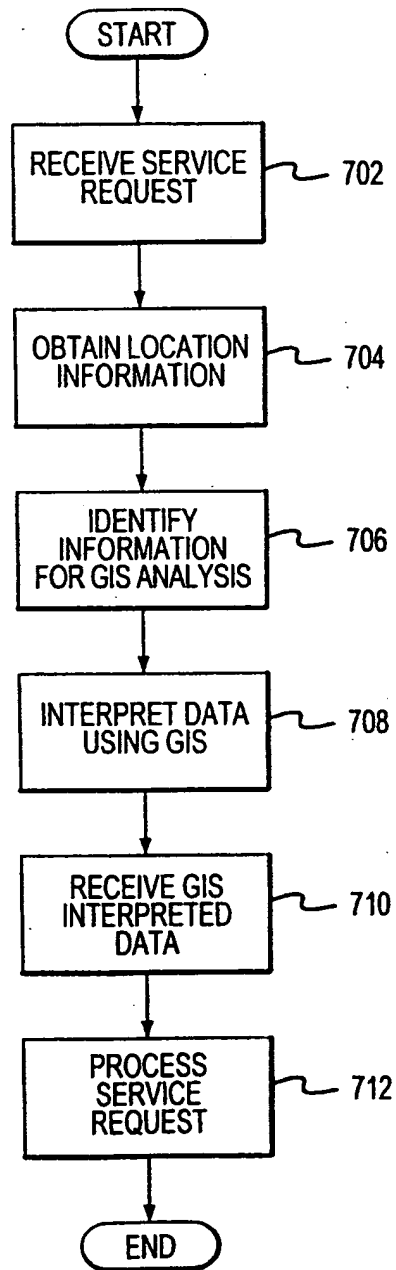 START
RECEIVE SERVICE
REQUEST
702
OBTAIN LOCATION
INFORMATION
704
IDENTIFY
INFORMATION
FOR GIS ANALYSIS
706
INTERPRET DATA
USING GIS
708
RECEIVE GIS
INTERPRETED
DATA
710
PROCESS
SERVICE
REQUEST
712
END